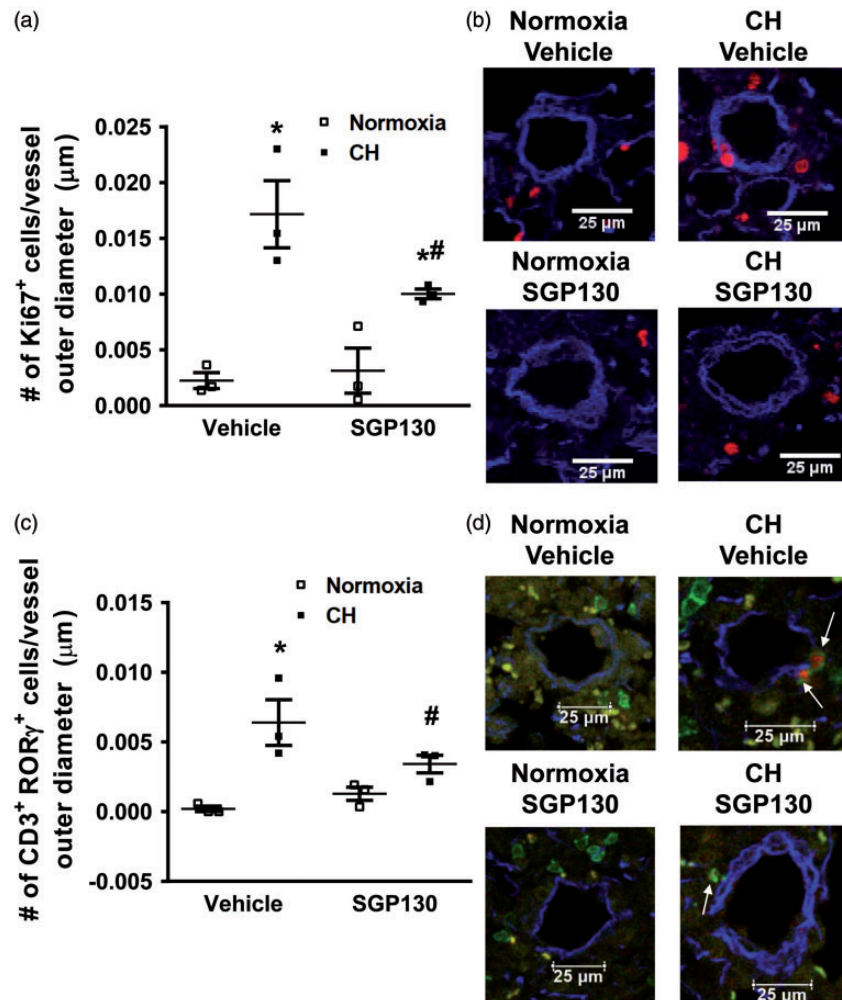 (a)
# of Ki67⁺ cells/vessel
outer diameter (μm)
0.025
0.020
0.015
0.010
0.005
0.000
Normoxia
CH
*
*#
Vehicle
SGP130
(b)
Normoxia
Vehicle
CH
Vehicle
25 μm
25 μm
Normoxia
SGP130
CH
SGP130
25 μm
25 μm
(c)
# of CD3⁺ RORγ⁺ cells/vessel
outer diameter (μm)
0.015
0.010
0.005
0.000
-0.005
Normoxia
CH
*
#
Vehicle
SGP130
(d)
Normoxia
Vehicle
CH
Vehicle
25 μm
25 μm
Normoxia
SGP130
CH
SGP130
25 μm
25 μm